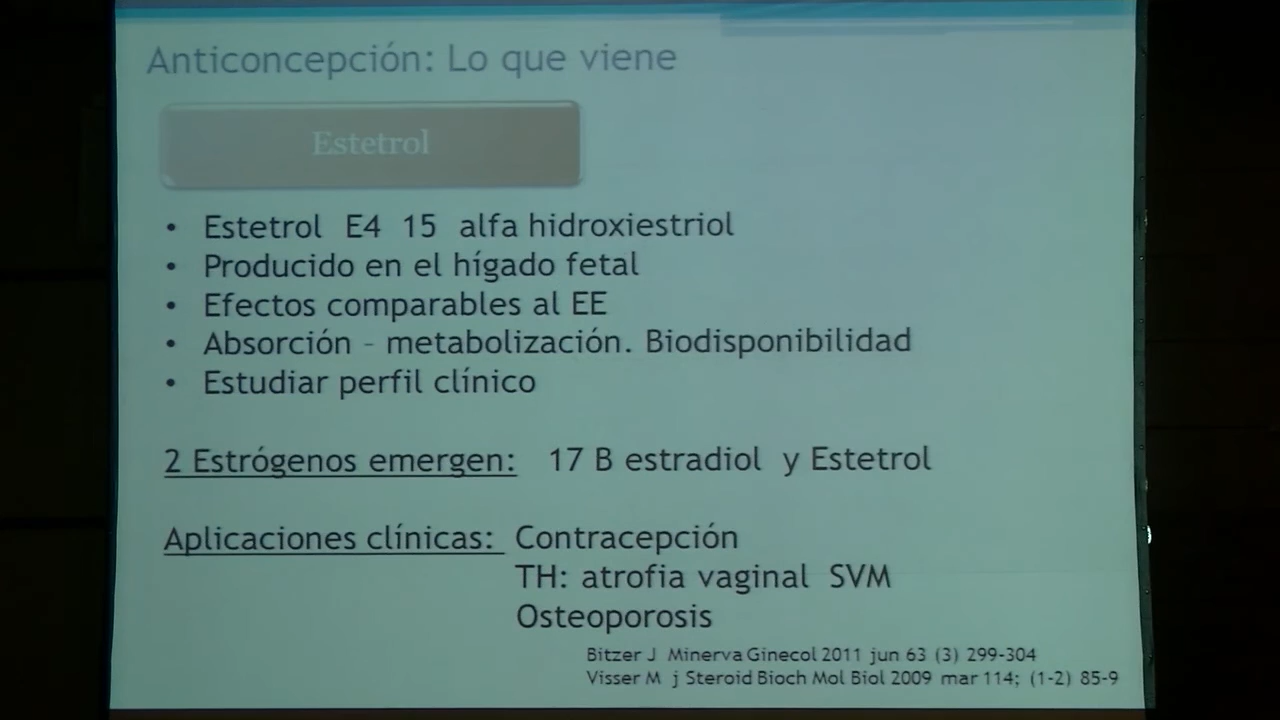 Anticoncepción: Lo que viene
Estetrol
• Estetrol E4 15 alfa hidroxiestriol
• Producido en el hígado fetal
• Efectos comparables al EE
• Absorción – metabolización. Biodisponibilidad
• Estudiar perfil clínico
2 Estrógenos emergen: 17 B estradiol y Estetrol
Aplicaciones clínicas: Contracepción
TH: atrofia vaginal SVM
Osteoporosis
Bitzer J Minerva Ginecol 2011 jun 63 (3) 299-304
Visser M j Steroid Bioch Mol Biol 2009 mar 114; (1-2) 85-9